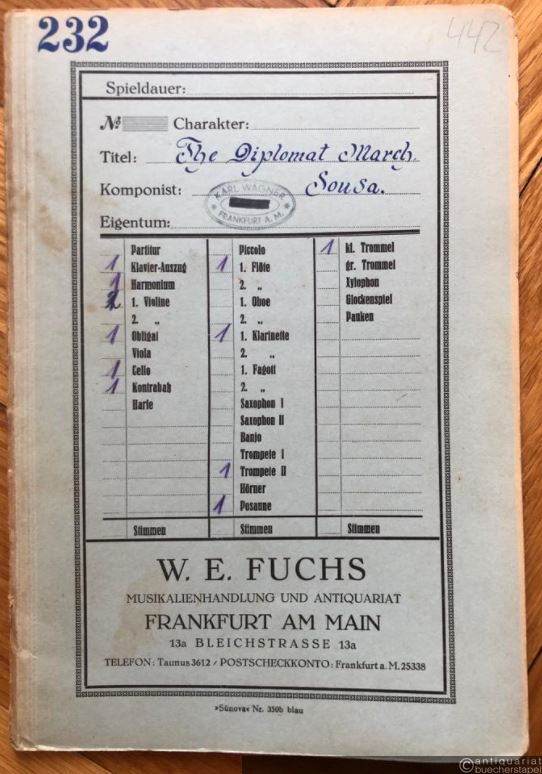 232
442
Spieldauer:
№ Charakter:
Titel: The Diplomat March.
Komponist: Sousa.
KARL WAGNER
FRANKFURT A. M.
Eigentum:
Partitur
1 Klavier-Auszug
1 Harmonium
2 1. Violine
2. „
1 Obligat
Viola
1 Cello
1 Kontrabaß
Harfe
Stimmen
Piccolo
1 1. Flöte
2. „
1. Oboe
2. „
1 1. Klarinette
2. „
1. Fagott
2. „
Saxophon I
Saxophon II
Banjo
Trompete I
1 Trompete II
Hörner
1 Posaune
Stimmen
1 kl. Trommel
gr. Trommel
Xylophon
Glockenspiel
Pauken
Stimmen
W. E. FUCHS
MUSIKALIENHANDLUNG UND ANTIQUARIAT
FRANKFURT AM MAIN
13a BLEICHSTRASSE 13a
TELEFON: Taunus 3612 / POSTSCHECKKONTO: Frankfurt a. M. 25338
»Sünova« Nr. 350b blau
©antiquariat
buecherstapel